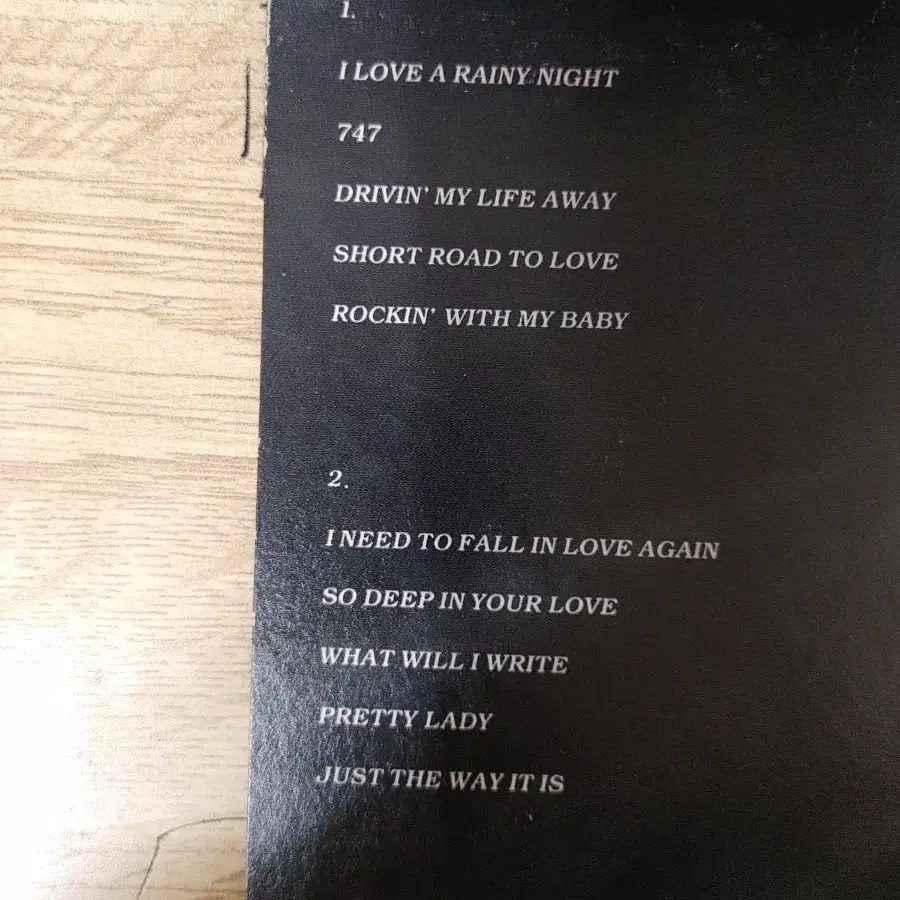 1.
I LOVE A RAINY NIGHT
747
DRIVIN' MY LIFE AWAY
SHORT ROAD TO LOVE
ROCKIN' WITH MY BABY
2.
I NEED TO FALL IN LOVE AGAIN
SO DEEP IN YOUR LOVE
WHAT WILL I WRITE
PRETTY LADY
JUST THE WAY IT IS